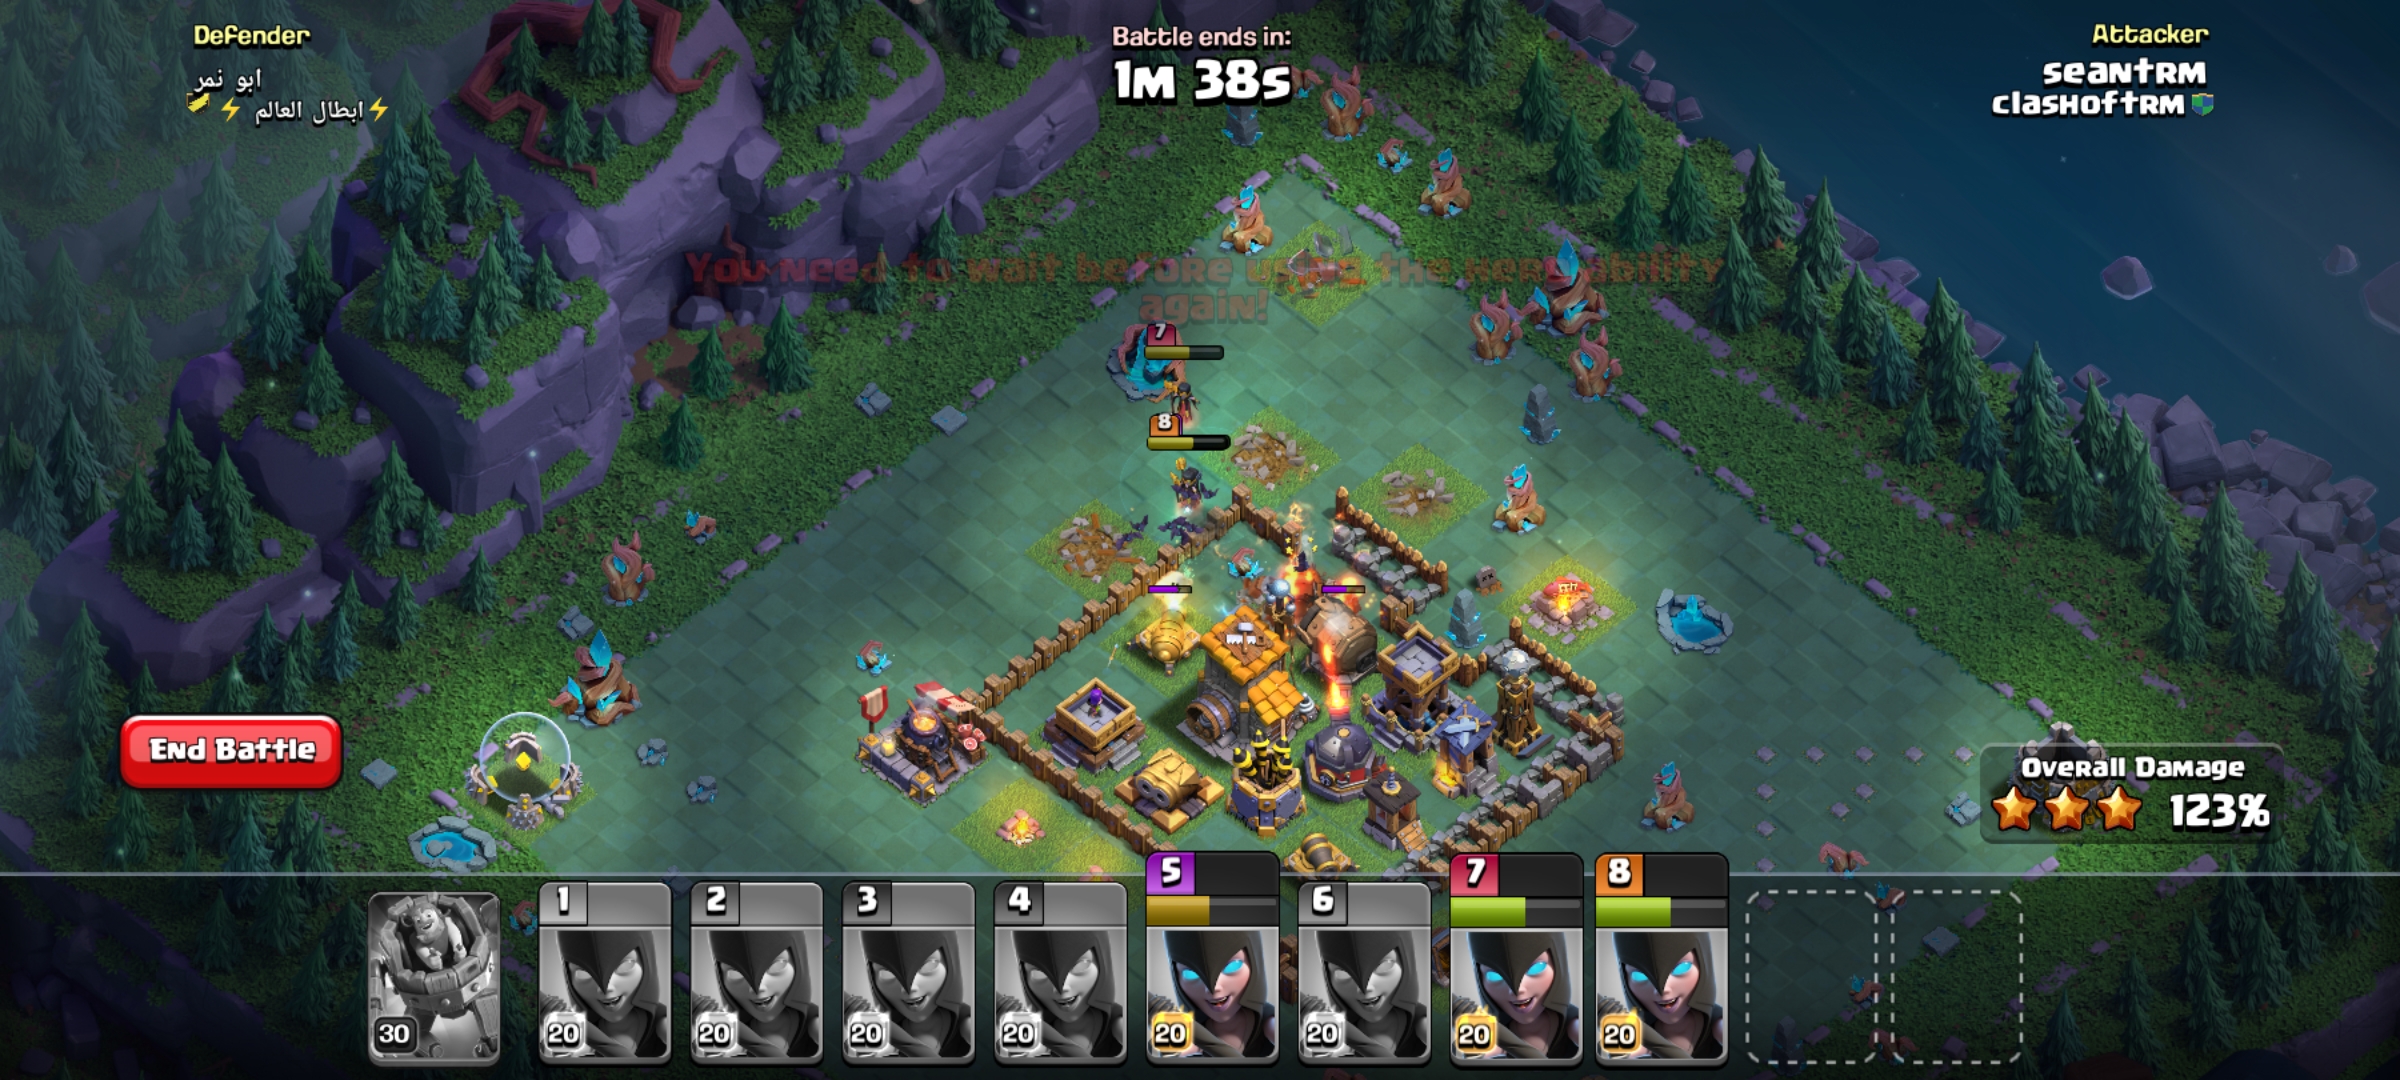 Defender
ابو نمر
⚡ابطال العالم⚡
Battle ends in:
1M 38s
Attacker
seantRM
clashoftRM
You need to wait before using the hero ability
again!
7
8
End Battle
Overall Damage
123%
30
1
20
2
20
3
20
4
20
5
20
6
20
7
20
8
20